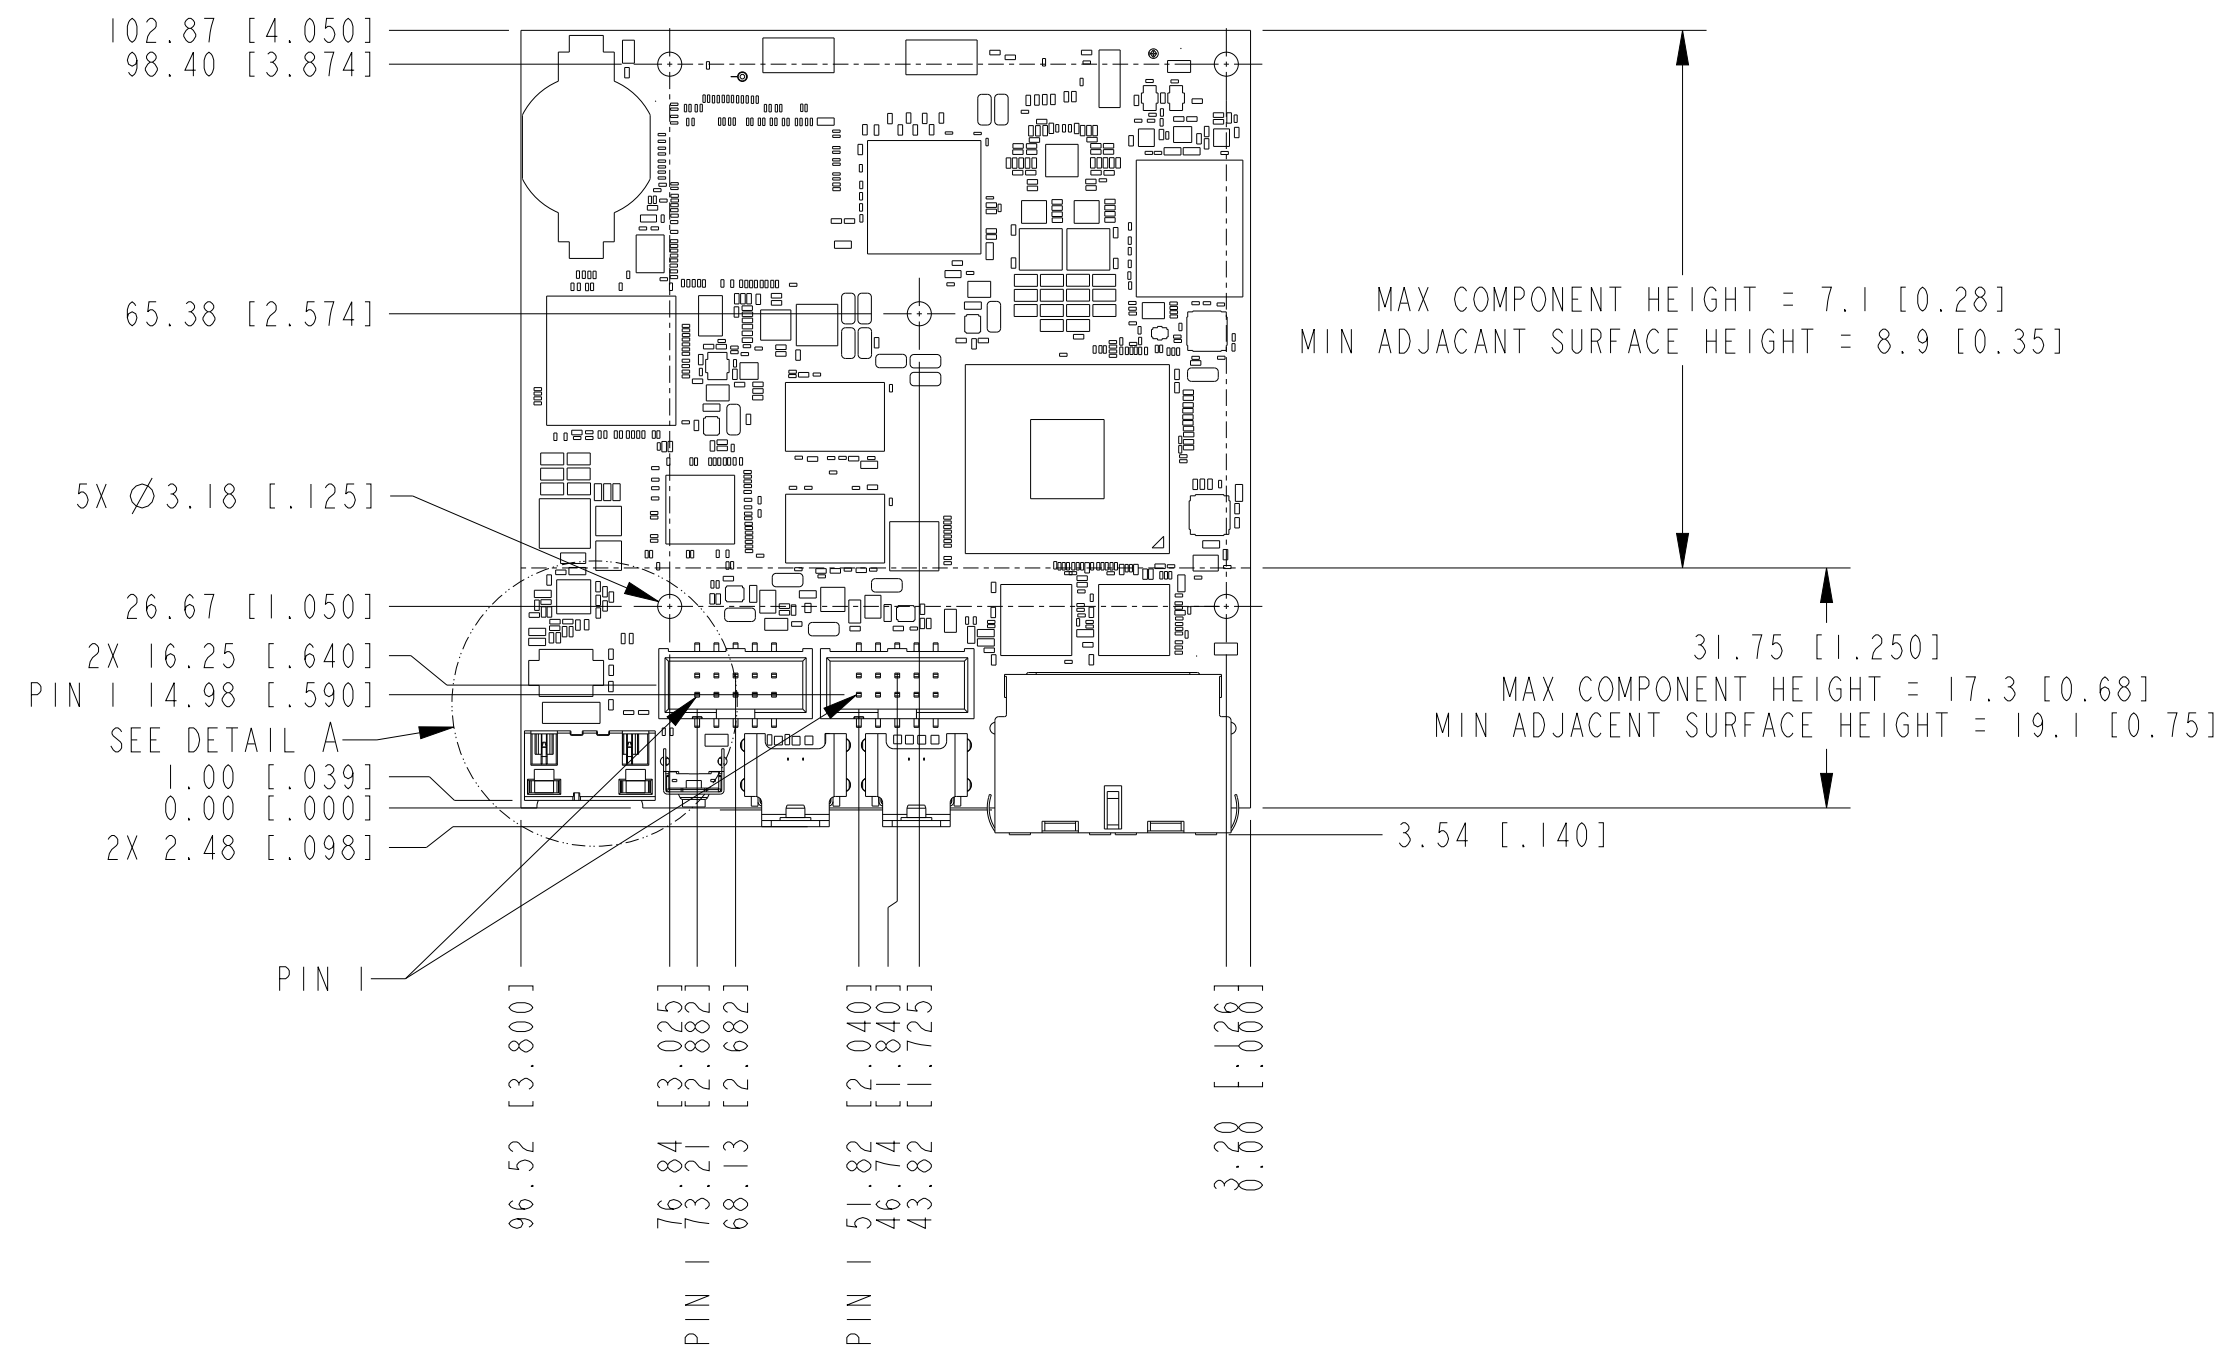 102.87 [4.050]
98.40 [3.874]
65.38 [2.574]
MAX COMPONENT HEIGHT = 7.1 [0.28]
MIN ADJACANT SURFACE HEIGHT = 8.9 [0.35]
5X Ø3.18 [.125]
26.67 [1.050]
2X 16.25 [.640]
PIN 1 14.98 [.590]
SEE DETAIL A
1.00 [.039]
0.00 [.000]
2X 2.48 [.098]
31.75 [1.250]
MAX COMPONENT HEIGHT = 17.3 [0.68]
MIN ADJACENT SURFACE HEIGHT = 19.1 [0.75]
3.54 [.140]
PIN 1
96.52 [3.800]
76.84 [3.025]
PIN 1 73.21 [2.882]
68.13 [2.682]
PIN 1 51.82 [2.040]
46.74 [1.840]
43.82 [1.725]
3.20 [.126]
0.00 [.000]